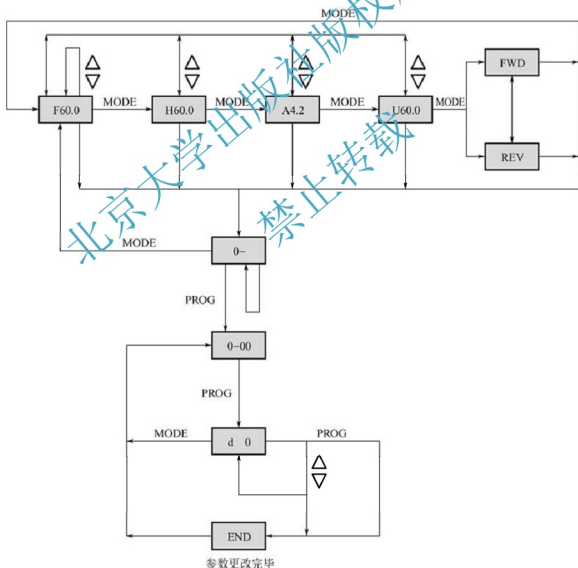 MODE
F60.0
MODE
H60.0
MODE
A4.2
MODE
U60.0
MODE
FWD
REV
MODE
0-
PROG
0-00
PROG
MODE
d 0
PROG
END
参数更改完毕
北京大学出版社版权
禁止转载